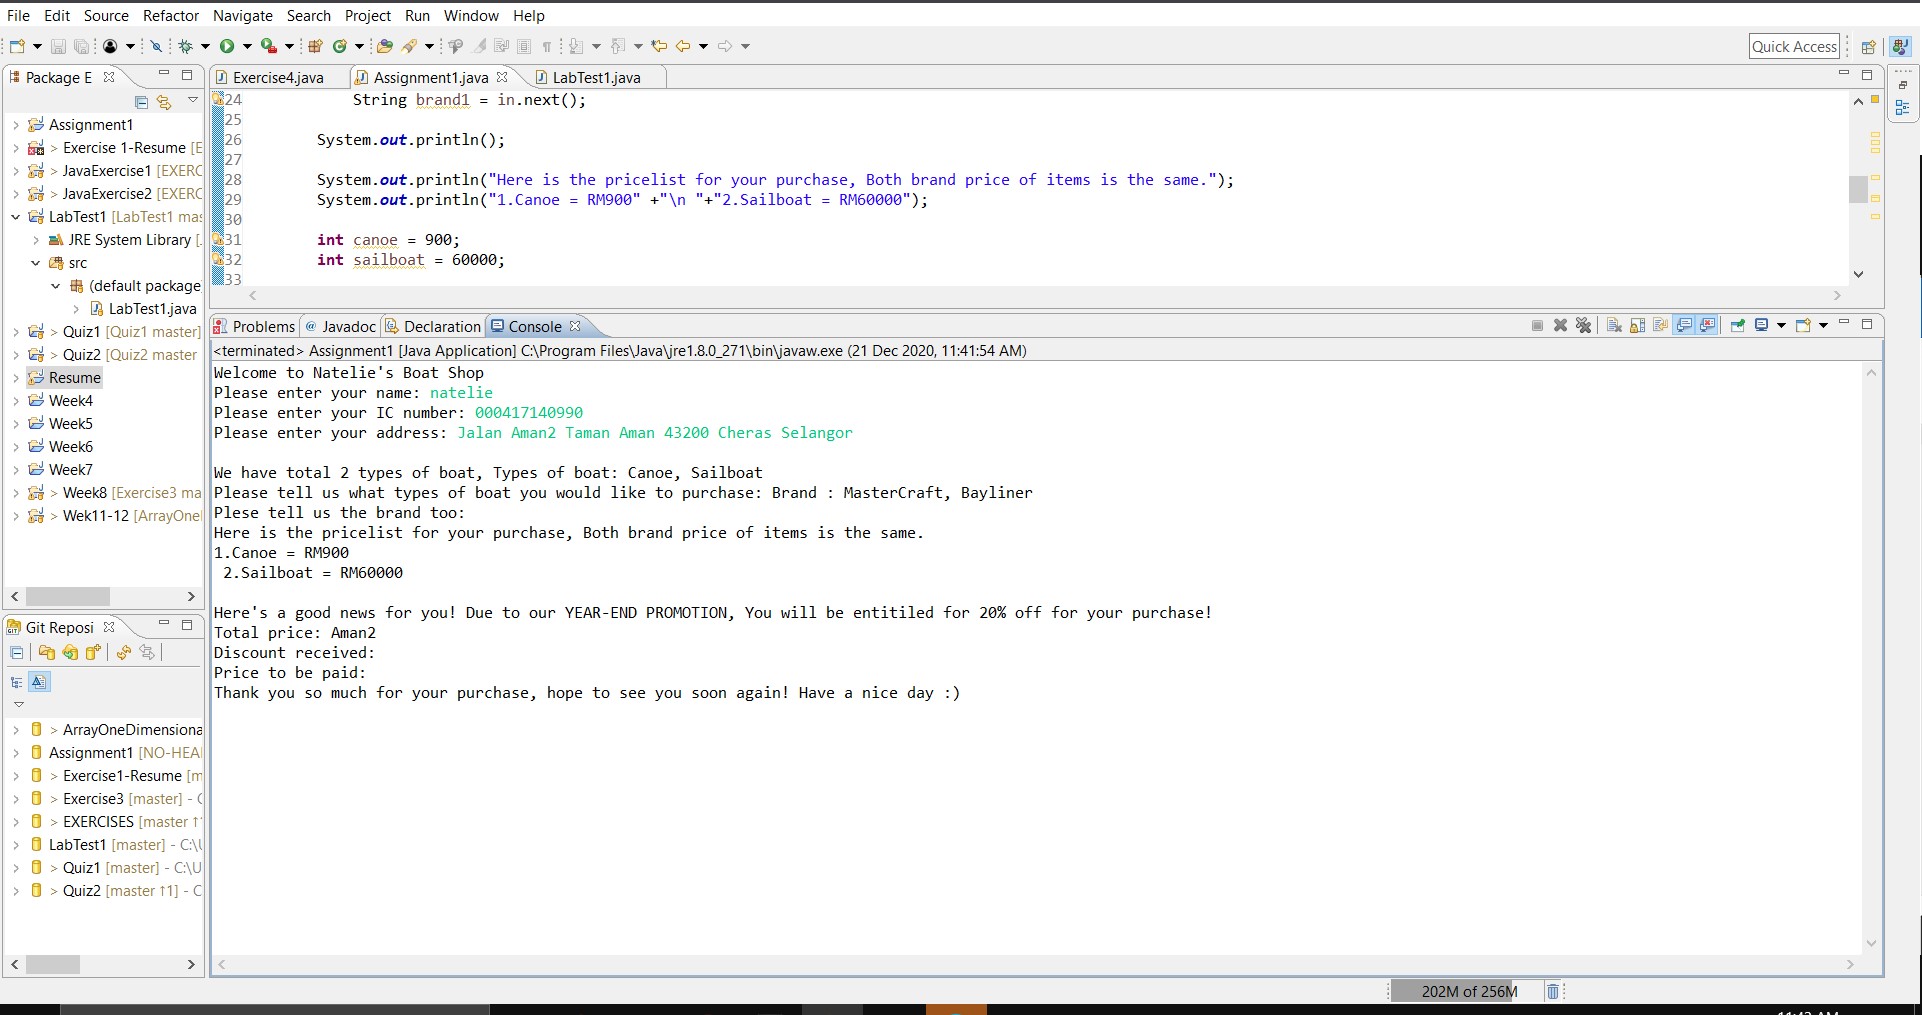 File Edit Source Refactor Navigate Search Project Run Window Help
Quick Access
Package E
Exercise4.java
Assignment1.java
LabTest1.java
24 String brand1 = in.next();
25
26 System.out.println();
27
28 System.out.println("Here is the pricelist for your purchase, Both brand price of items is the same.");
29 System.out.println("1.Canoe = RM900" +"\n "+"2.Sailboat = RM60000");
30
31 int canoe = 900;
32 int sailboat = 60000;
33
Assignment1
> Exercise 1-Resume [E
> JavaExercise1 [EXERC
> JavaExercise2 [EXERC
LabTest1 [LabTest1 mas
JRE System Library [.
src
(default package
LabTest1.java
> Quiz1 [Quiz1 master]
> Quiz2 [Quiz2 master
Resume
Week4
Week5
Week6
Week7
> Week8 [Exercise3 ma
> Wek11-12 [ArrayOne
Problems @ Javadoc Declaration Console
<terminated> Assignment1 [Java Application] C:\Program Files\Java\jre1.8.0_271\bin\javaw.exe (21 Dec 2020, 11:41:54 AM)
Welcome to Natelie's Boat Shop
Please enter your name: natelie
Please enter your IC number: 000417140990
Please enter your address: Jalan Aman2 Taman Aman 43200 Cheras Selangor
We have total 2 types of boat, Types of boat: Canoe, Sailboat
Please tell us what types of boat you would like to purchase: Brand : MasterCraft, Bayliner
Plese tell us the brand too:
Here is the pricelist for your purchase, Both brand price of items is the same.
1.Canoe = RM900
2.Sailboat = RM60000
Here's a good news for you! Due to our YEAR-END PROMOTION, You will be entitiled for 20% off for your purchase!
Total price: Aman2
Discount received:
Price to be paid:
Thank you so much for your purchase, hope to see you soon again! Have a nice day :)
Git Reposi
> ArrayOneDimensiona
Assignment1 [NO-HEA
> Exercise1-Resume [m
> Exercise3 [master] - C
> EXERCISES [master ↑
LabTest1 [master] - C:\U
> Quiz1 [master] - C:\U
> Quiz2 [master ↑1] - C
202M of 256M